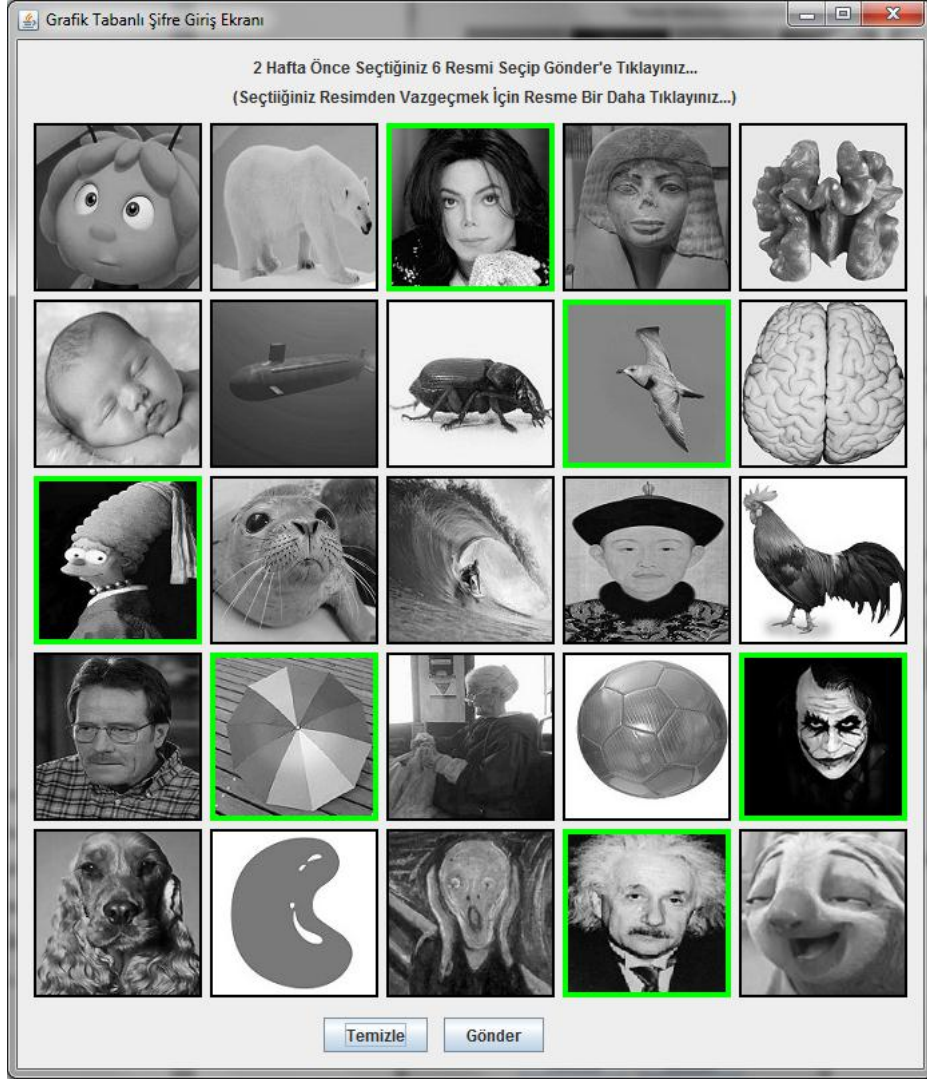 Grafik Tabanlı Şifre Giriş Ekranı
2 Hafta Önce Seçtiğiniz 6 Resmi Seçip Gönder'e Tıklayınız...
(Seçtiiğiniz Resimden Vazgeçmek İçin Resme Bir Daha Tıklayınız...)
Temizle
Gönder